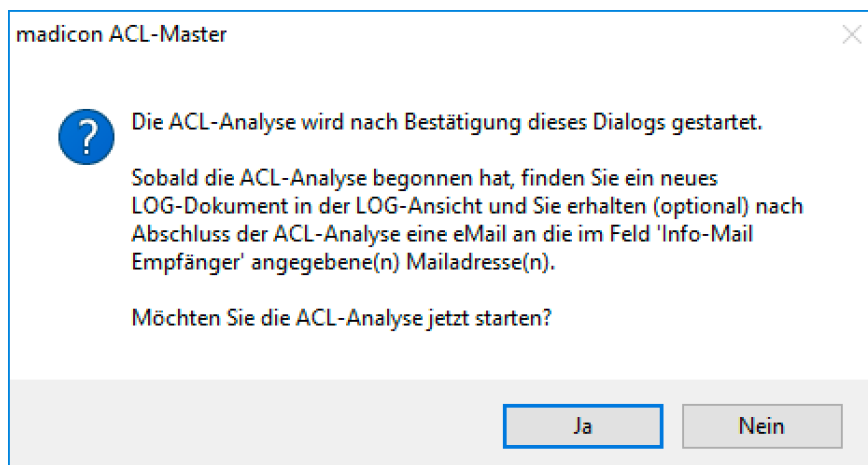 madicon ACL-Master
Die ACL-Analyse wird nach Bestätigung dieses Dialogs gestartet.
Sobald die ACL-Analyse begonnen hat, finden Sie ein neues
LOG-Dokument in der LOG-Ansicht und Sie erhalten (optional) nach
Abschluss der ACL-Analyse eine eMail an die im Feld 'Info-Mail
Empfänger' angegebene(n) Mailadresse(n).
Möchten Sie die ACL-Analyse jetzt starten?
Ja
Nein